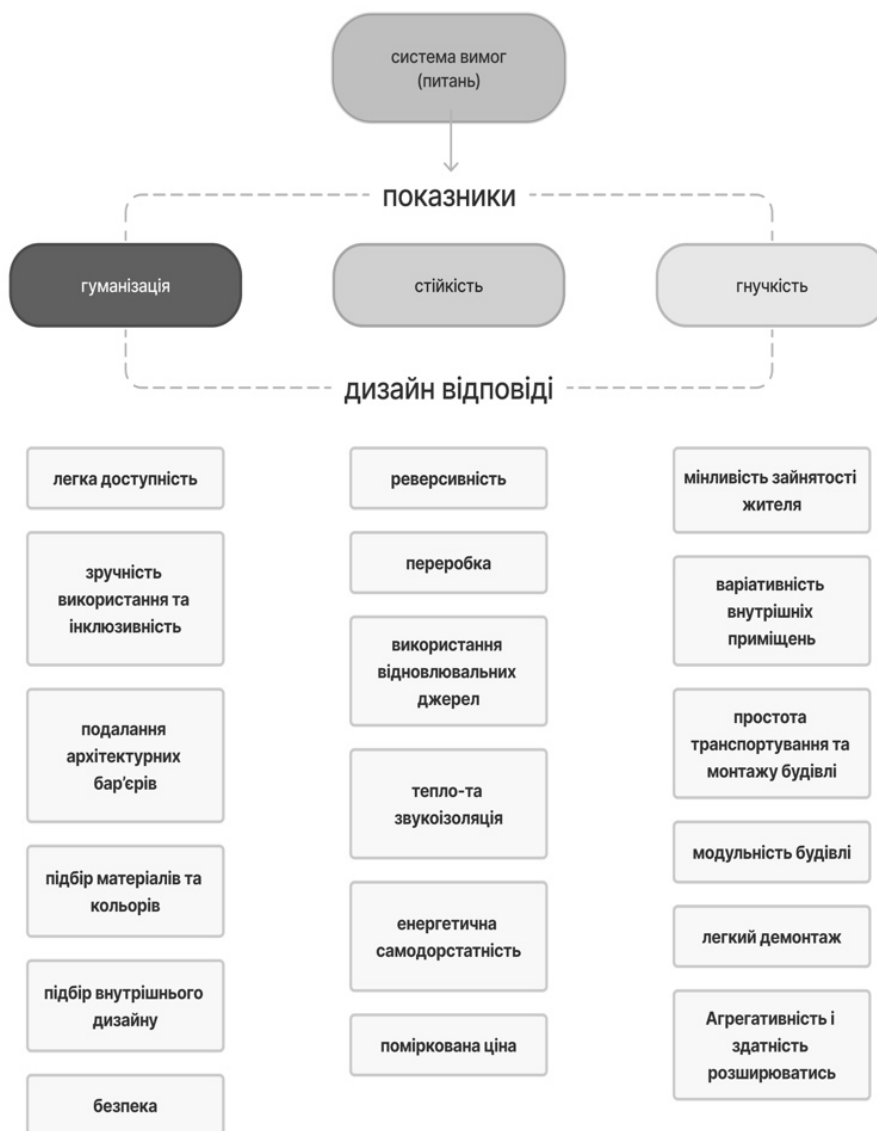 система вимог
(питань)
показники
гуманізація
стійкість
гнучкість
дизайн відповіді
легка доступність
зручність
використання та
інклюзивність
подалання
архітектурних
бар’єрів
підбір матеріалів та
кольорів
підбір внутрішнього
дизайну
безпека
реверсивність
переробка
використання
відновлювальних
джерел
тепло-та
звукоізоляція
енергетична
самодорстатність
поміркована ціна
мінливість зайнятості
жителя
варіативність
внутрішніх
приміщень
простота
транспортування та
монтажу будівлі
модульність будівлі
легкий демонтаж
Агрегативність і
здатність
розширюватись